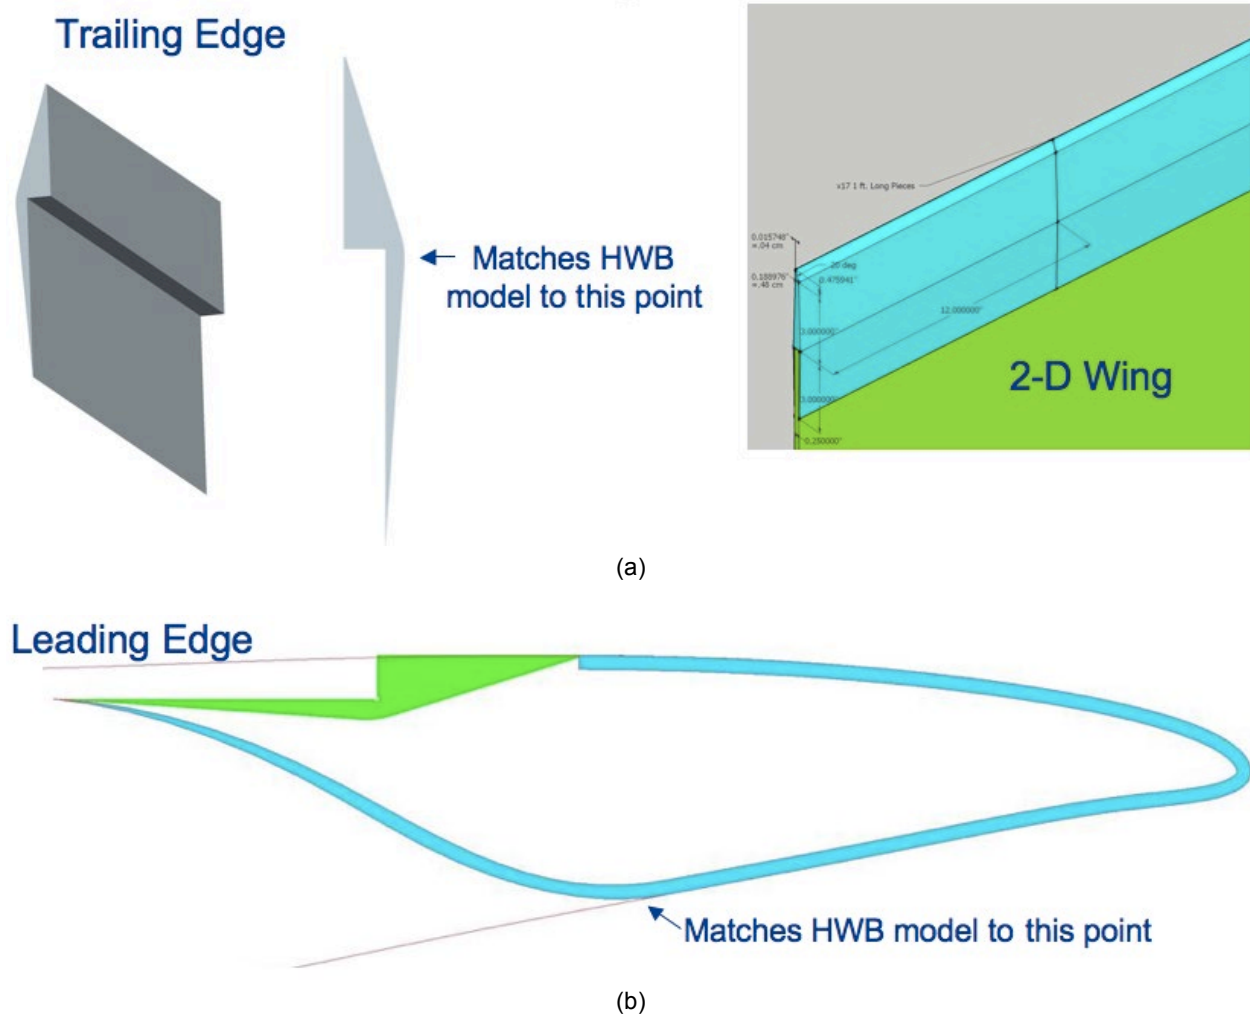 Trailing Edge
Matches HWB
model to this point
x17 1 ft. Long Pieces
0.015748"
=.04 cm
20 deg
0.188976"
=.48 cm
0.475941"
12.000000"
3.000000"
2-D Wing
3.000000"
0.250000"
(a)
Leading Edge
Matches HWB model to this point
(b)